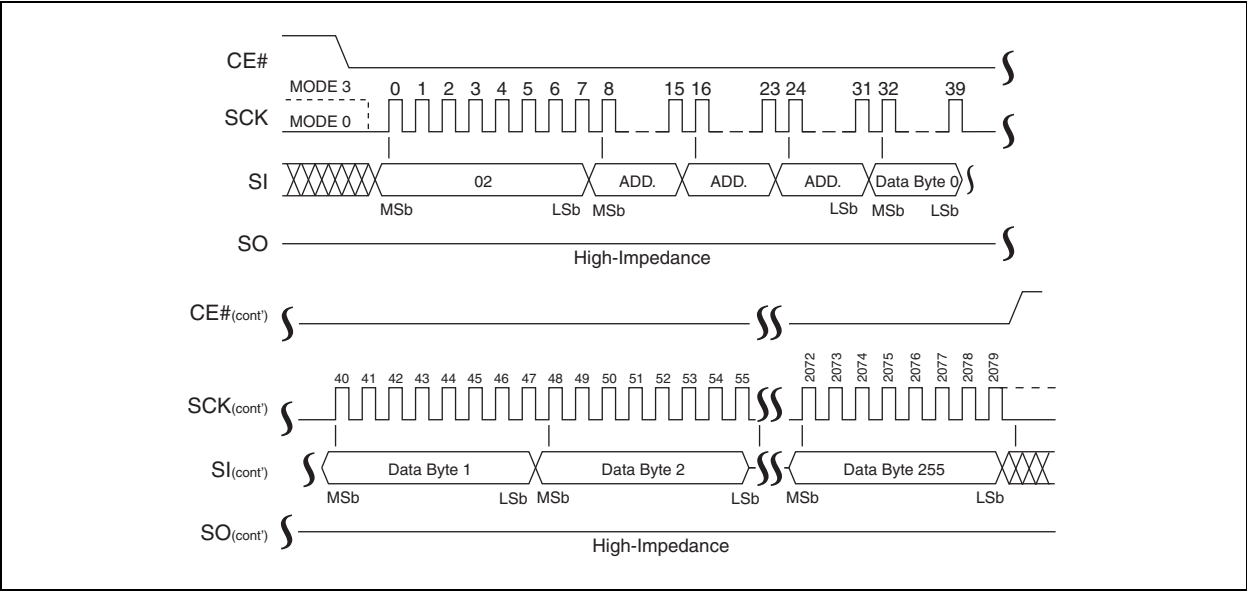 CE#
MODE 3
0 1 2 3 4 5 6 7 8 15 16 23 24 31 32 39
SCK
MODE 0
SI
02 ADD. ADD. ADD. Data Byte 0
MSb LSb MSb LSb MSb LSb
SO
High-Impedance
CE#(cont')
40 41 42 43 44 45 46 47 48 49 50 51 52 53 54 55 2072 2073 2074 2075 2076 2077 2078 2079
SCK(cont')
SI(cont')
Data Byte 1 Data Byte 2 Data Byte 255
MSb LSb MSb LSb MSb LSb
SO(cont')
High-Impedance